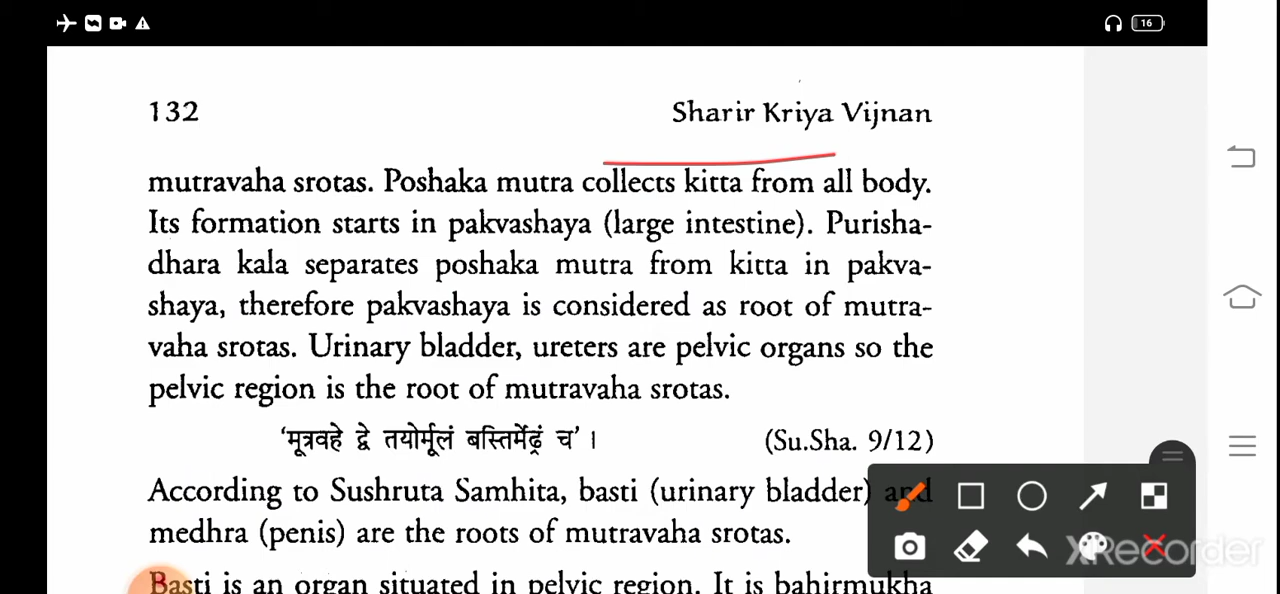 16
132
Sharir Kriya Vijnan
mutravaha srotas. Poshaka mutra collects kitta from all body.
Its formation starts in pakvashaya (large intestine). Purisha-
dhara kala separates poshaka mutra from kitta in pakva-
shaya, therefore pakvashaya is considered as root of mutra-
vaha srotas. Urinary bladder, ureters are pelvic organs so the
pelvic region is the root of mutravaha srotas.
‘मूत्रवहे द्वे तयोर्मूलं बस्तिर्मेढ्रं च’ । (Su.Sha. 9/12)
According to Sushruta Samhita, basti (urinary bladder) and
medhra (penis) are the roots of mutravaha srotas.
XRecorder
Basti is an organ situated in pelvic region. It is bahirmukha